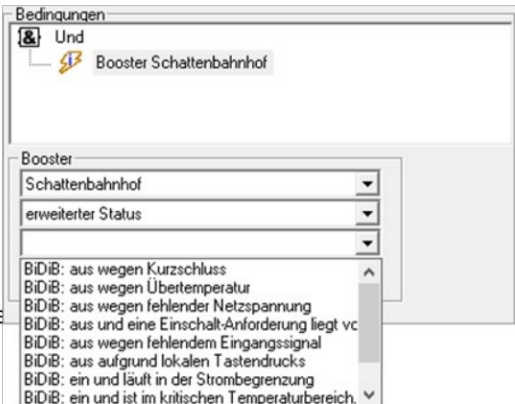 Bedingungen
& Und
Booster Schattenbahnhof
Booster
Schattenbahnhof
erweiterter Status
BiDiB: aus wegen Kurzschluss
BiDiB: aus wegen Übertemperatur
BiDiB: aus wegen fehlender Netzspannung
BiDiB: aus und eine Einschalt-Anforderung liegt vc
BiDiB: aus wegen fehlendem Eingangssignal
BiDiB: aus aufgrund lokalen Tastendrucks
BiDiB: ein und läuft in der Strombegrenzung
BiDiB: ein und ist im kritischen Temperaturbereich.